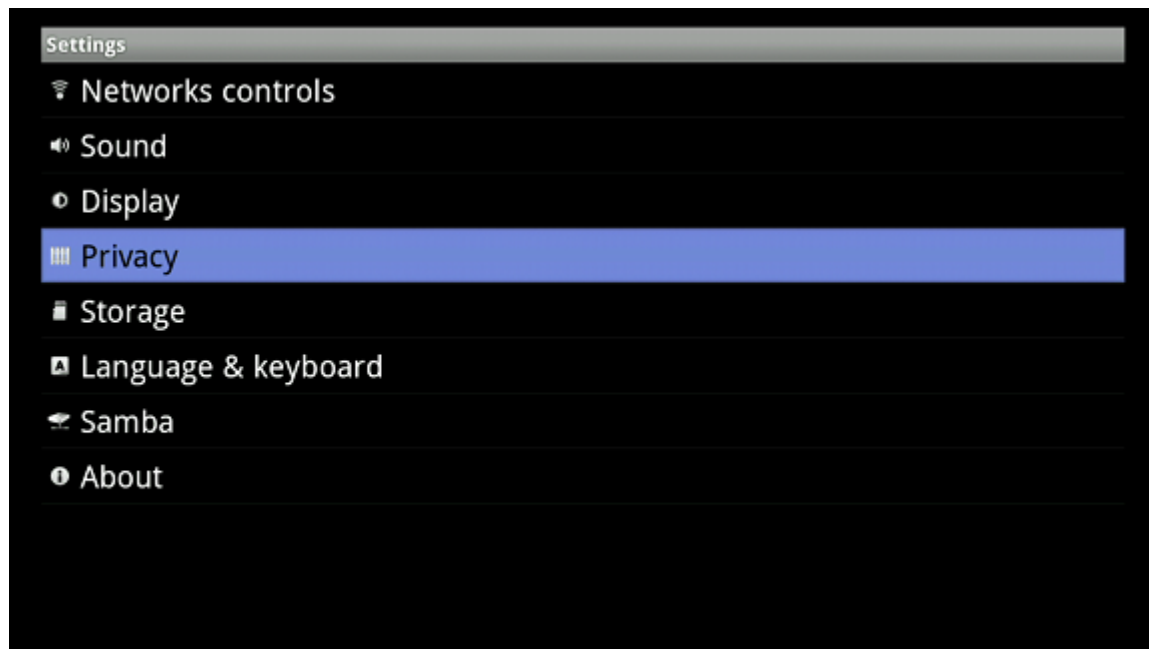 Settings
Networks controls
Sound
Display
Privacy
Storage
Language & keyboard
Samba
About